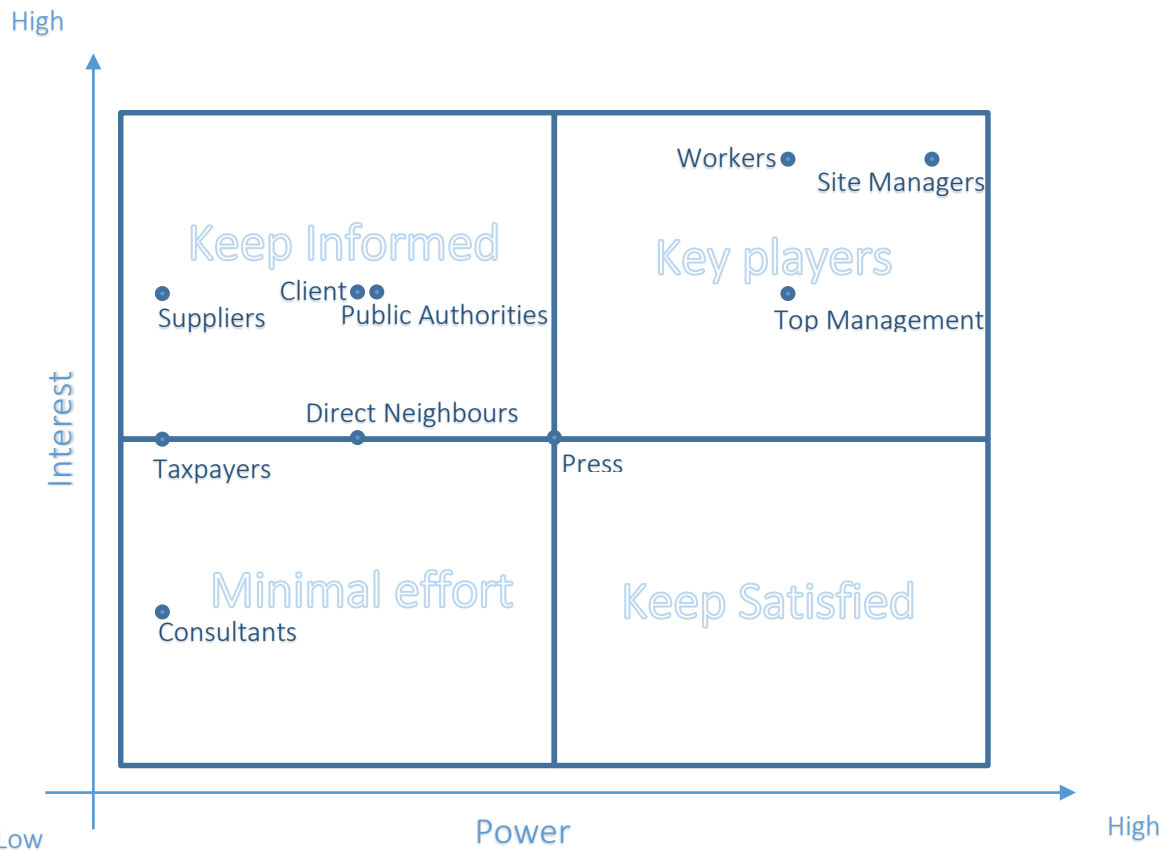 High
Workers
Site Managers
Keep Informed
Key players
Client
Suppliers
Public Authorities
Top Management
Interest
Direct Neighbours
Taxpayers
Press
Minimal effort
Keep Satisfied
Consultants
Low
Power
High